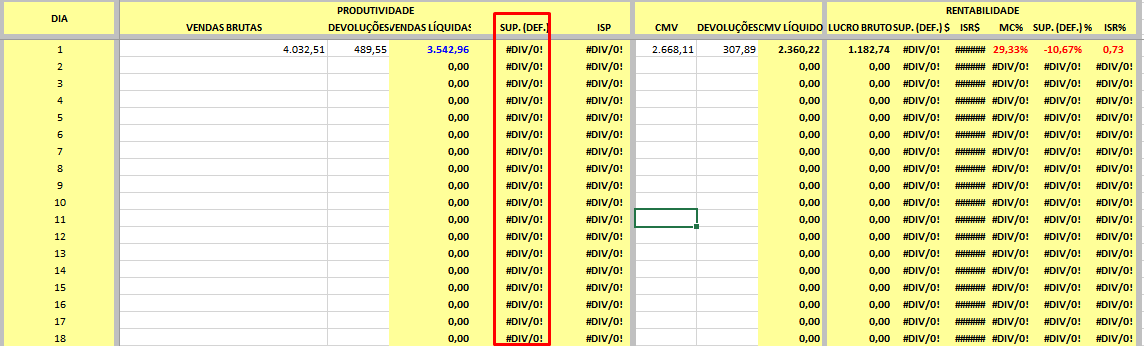 PRODUTIVIDADE RENTABILIDADE
DIA VENDAS BRUTAS DEVOLUÇÕES VENDAS LÍQUIDAS SUP. (DEF.) ISP CMV DEVOLUÇÕES CMV LÍQUIDO LUCRO BRUTO SUP. (DEF.) $ ISR$ MC% SUP. (DEF.) % ISR%
1 4.032,51 489,55 3.542,96 #DIV/0! #DIV/0! 2.668,11 307,89 2.360,22 1.182,74 #DIV/0! ###### 29,33% -10,67% 0,73
2 0,00 #DIV/0! #DIV/0! 0,00 0,00 #DIV/0! ###### #DIV/0! #DIV/0! #DIV/0!
3 0,00 #DIV/0! #DIV/0! 0,00 0,00 #DIV/0! ###### #DIV/0! #DIV/0! #DIV/0!
4 0,00 #DIV/0! #DIV/0! 0,00 0,00 #DIV/0! ###### #DIV/0! #DIV/0! #DIV/0!
5 0,00 #DIV/0! #DIV/0! 0,00 0,00 #DIV/0! ###### #DIV/0! #DIV/0! #DIV/0!
6 0,00 #DIV/0! #DIV/0! 0,00 0,00 #DIV/0! ###### #DIV/0! #DIV/0! #DIV/0!
7 0,00 #DIV/0! #DIV/0! 0,00 0,00 #DIV/0! ###### #DIV/0! #DIV/0! #DIV/0!
8 0,00 #DIV/0! #DIV/0! 0,00 0,00 #DIV/0! ###### #DIV/0! #DIV/0! #DIV/0!
9 0,00 #DIV/0! #DIV/0! 0,00 0,00 #DIV/0! ###### #DIV/0! #DIV/0! #DIV/0!
10 0,00 #DIV/0! #DIV/0! 0,00 0,00 #DIV/0! ###### #DIV/0! #DIV/0! #DIV/0!
11 0,00 #DIV/0! #DIV/0! 0,00 0,00 #DIV/0! ###### #DIV/0! #DIV/0! #DIV/0!
12 0,00 #DIV/0! #DIV/0! 0,00 0,00 #DIV/0! ###### #DIV/0! #DIV/0! #DIV/0!
13 0,00 #DIV/0! #DIV/0! 0,00 0,00 #DIV/0! ###### #DIV/0! #DIV/0! #DIV/0!
14 0,00 #DIV/0! #DIV/0! 0,00 0,00 #DIV/0! ###### #DIV/0! #DIV/0! #DIV/0!
15 0,00 #DIV/0! #DIV/0! 0,00 0,00 #DIV/0! ###### #DIV/0! #DIV/0! #DIV/0!
16 0,00 #DIV/0! #DIV/0! 0,00 0,00 #DIV/0! ###### #DIV/0! #DIV/0! #DIV/0!
17 0,00 #DIV/0! #DIV/0! 0,00 0,00 #DIV/0! ###### #DIV/0! #DIV/0! #DIV/0!
18 0,00 #DIV/0! #DIV/0! 0,00 0,00 #DIV/0! ###### #DIV/0! #DIV/0! #DIV/0!